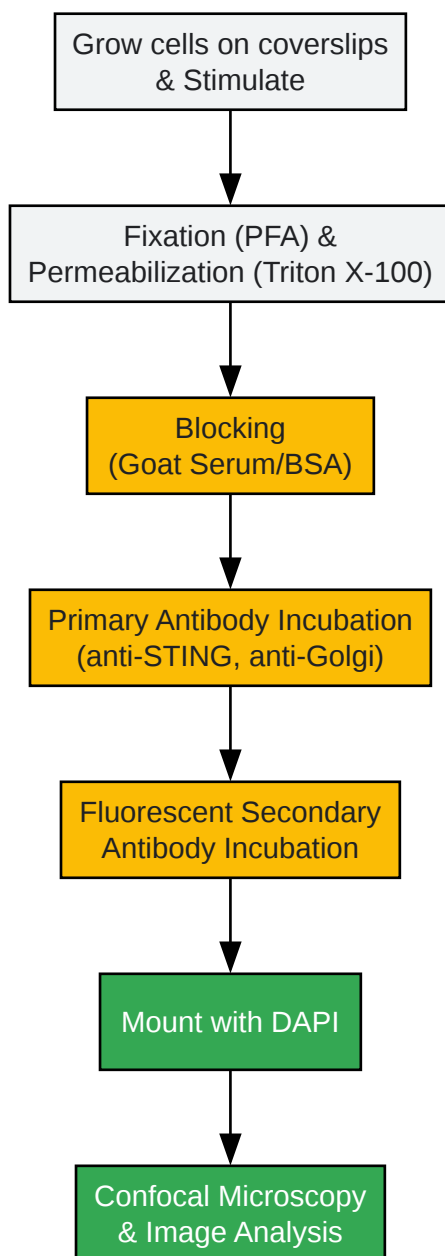 Grow cells on coverslips
& Stimulate
Fixation (PFA) &
Permeabilization (Triton X-100)
Blocking
(Goat Serum/BSA)
Primary Antibody Incubation
(anti-STING, anti-Golgi)
Fluorescent Secondary
Antibody Incubation
Mount with DAPI
Confocal Microscopy
& Image Analysis